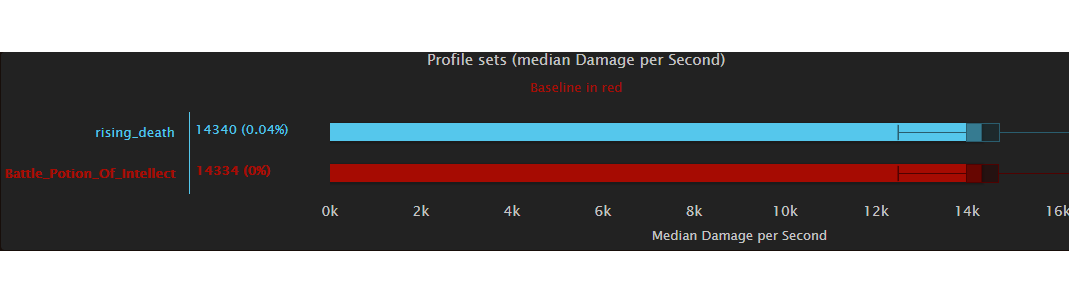 Profile sets (median Damage per Second)
Baseline in red
rising_death 14340 (0.04%)
Battle_Potion_Of_Intellect 14334 (0%)
0k 2k 4k 6k 8k 10k 12k 14k 16k
Median Damage per Second